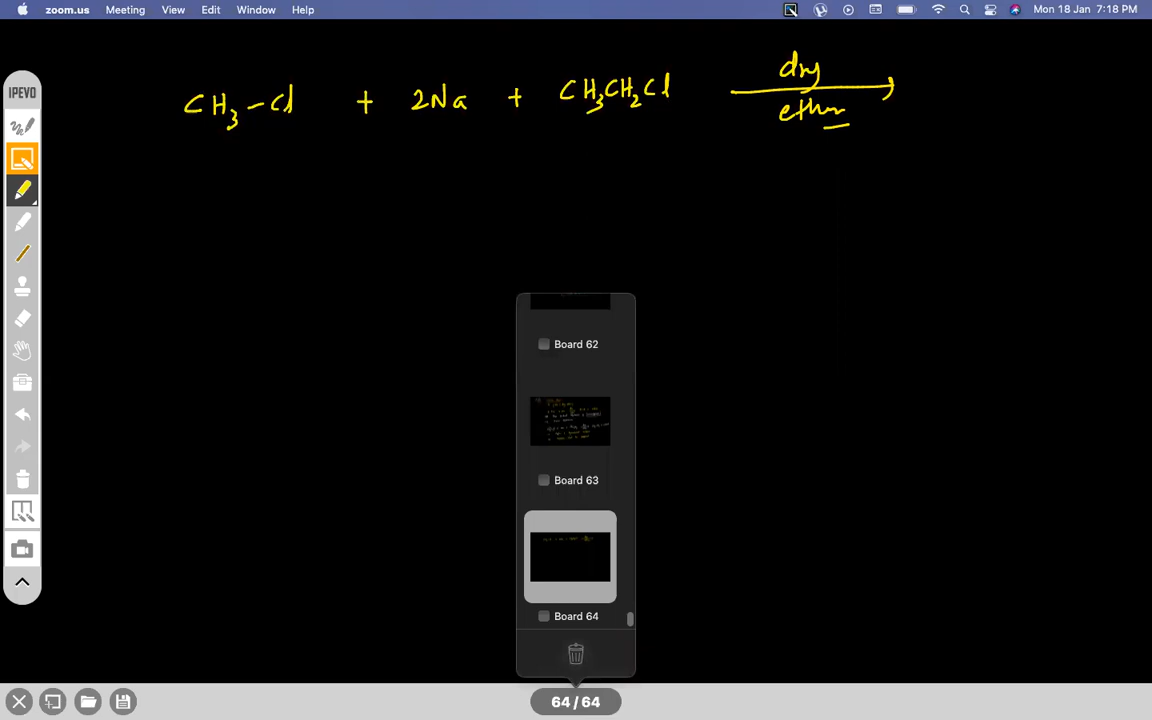 zoom.us Meeting View Edit Window Help Mon 18 Jan 7:18 PM
IPEVO
CH3-Cl + 2Na + CH3CH2Cl dry
ether
Board 62
Board 63
Board 64
64 / 64